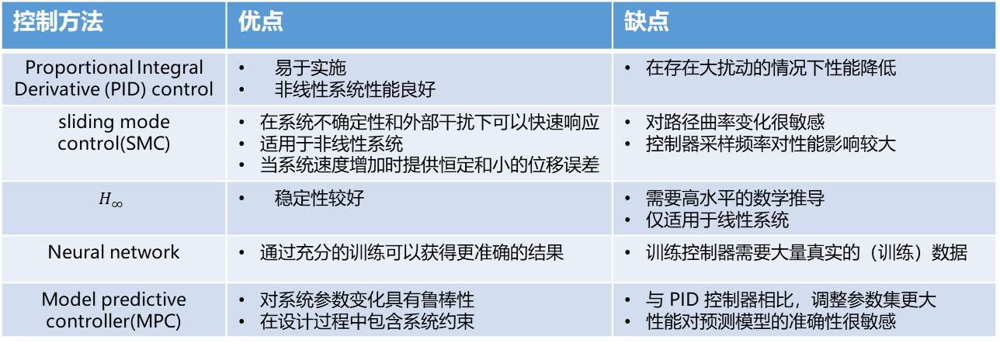 控制方法
优点
缺点
Proportional Integral
Derivative (PID) control
• 易于实施
• 非线性系统性能良好
• 在存在大扰动的情况下性能降低
sliding mode
control(SMC)
• 在系统不确定性和外部干扰下可以快速响应
• 适用于非线性系统
• 当系统速度增加时提供恒定和小的位移误差
• 对路径曲率变化很敏感
• 控制器采样频率对性能影响较大
H∞
• 稳定性较好
• 需要高水平的数学推导
• 仅适用于线性系统
Neural network
• 通过充分的训练可以获得更准确的结果
• 训练控制器需要大量真实的（训练）数据
Model predictive
controller(MPC)
• 对系统参数变化具有鲁棒性
• 在设计过程中包含系统约束
• 与 PID 控制器相比，调整参数集更大
• 性能对预测模型的准确性很敏感